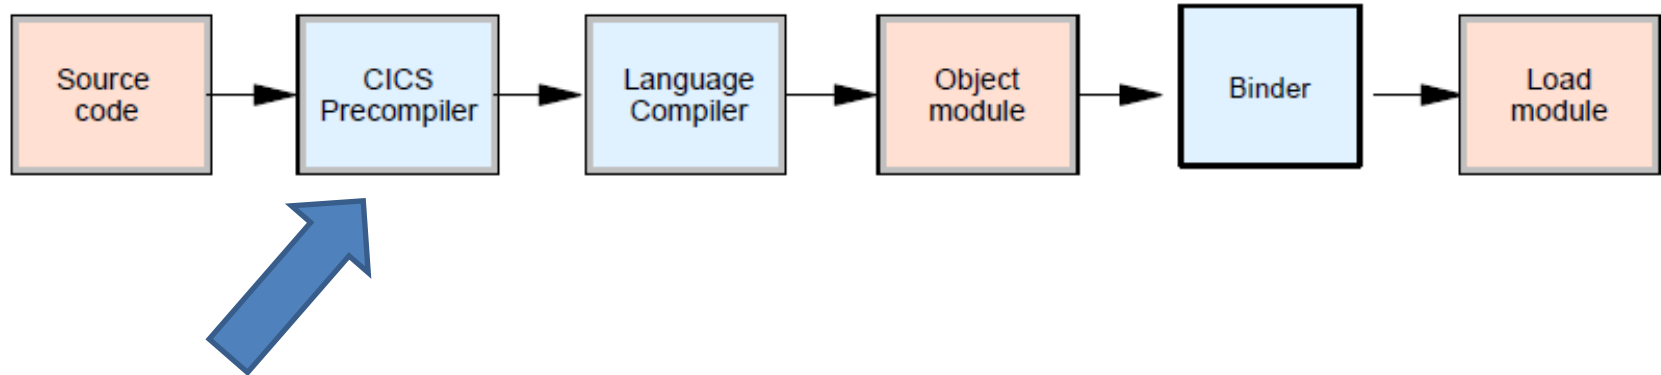 Source
code
CICS
Precompiler
Language
Compiler
Object
module
Binder
Load
module